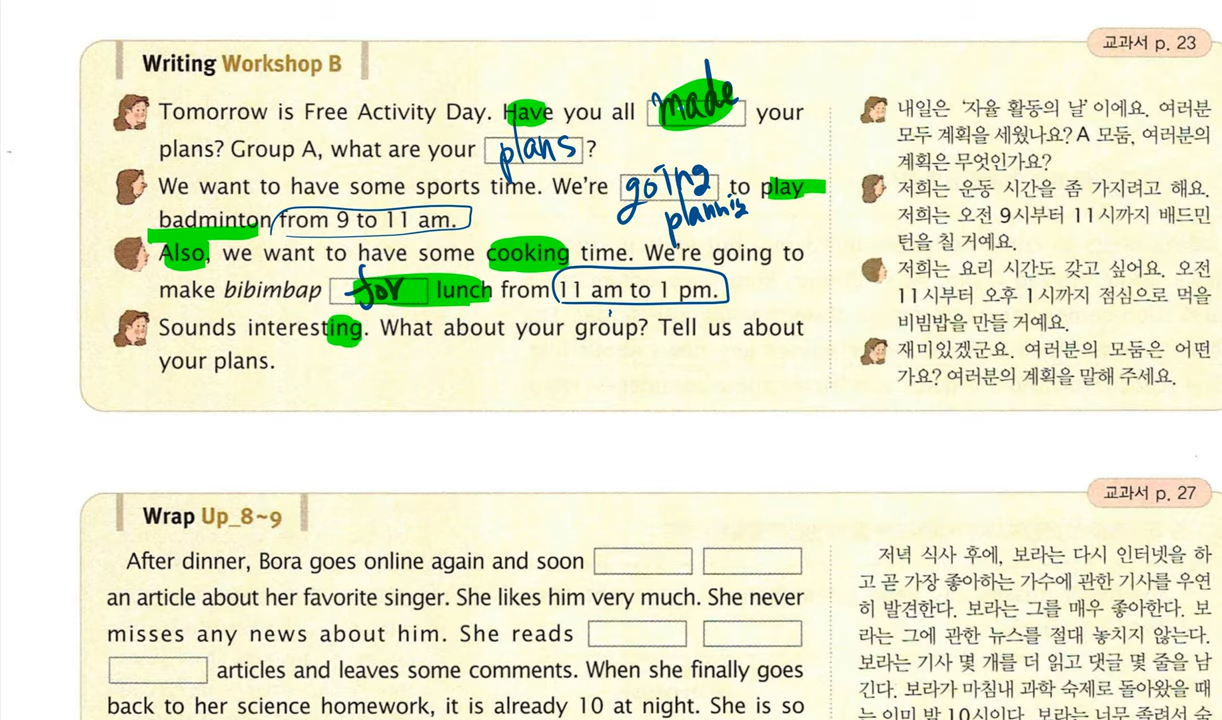 교과서 p. 23
Writing Workshop B
Tomorrow is Free Activity Day. Have you all made your
plans? Group A, what are your plans ?
We want to have some sports time. We're going to play
planning
badminton from 9 to 11 am.
Also, we want to have some cooking time. We're going to
make bibimbap for lunch from 11 am to 1 pm.
Sounds interesting. What about your group? Tell us about
your plans.
내일은 ‘자율 활동의 날’이에요. 여러분
모두 계획을 세웠나요? A 모둠, 여러분의
계획은 무엇인가요?
저희는 운동 시간을 좀 가지려고 해요.
저희는 오전 9시부터 11시까지 배드민
턴을 칠 거예요.
저희는 요리 시간도 갖고 싶어요. 오전
11시부터 오후 1시까지 점심으로 먹을
비빔밥을 만들 거예요.
재미있겠군요. 여러분의 모둠은 어떤
가요? 여러분의 계획을 말해 주세요.
교과서 p. 27
Wrap Up_8~9
After dinner, Bora goes online again and soon
an article about her favorite singer. She likes him very much. She never
misses any news about him. She reads
articles and leaves some comments. When she finally goes
back to her science homework, it is already 10 at night. She is so
저녁 식사 후에, 보라는 다시 인터넷을 하
고 곧 가장 좋아하는 가수에 관한 기사를 우연
히 발견한다. 보라는 그를 매우 좋아한다. 보
라는 그에 관한 뉴스를 절대 놓치지 않는다.
보라는 기사 몇 개를 더 읽고 댓글 몇 줄을 남
긴다. 보라가 마침내 과학 숙제로 돌아왔을 때
는 이미 밤 10시이다. 보라는 너무 졸려서 숙